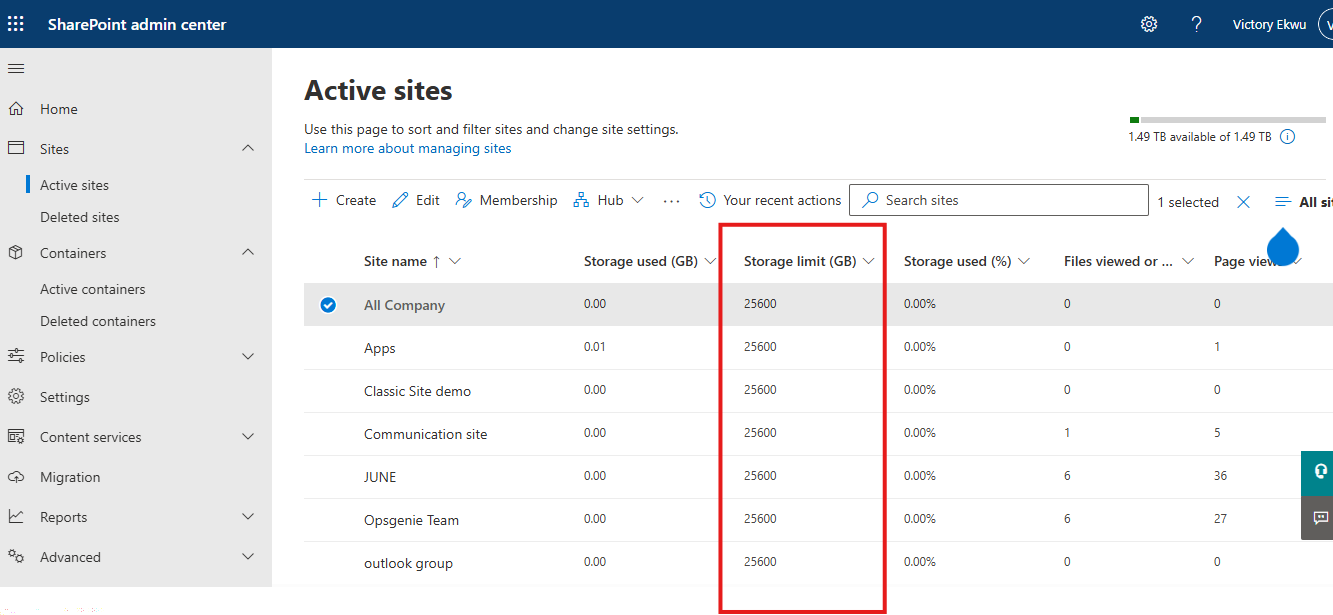 SharePoint admin center
Victory Ekwu
V
Home
Sites
Active sites
Deleted sites
Containers
Active containers
Deleted containers
Policies
Settings
Content services
Migration
Reports
Advanced
Active sites
Use this page to sort and filter sites and change site settings.
Learn more about managing sites
1.49 TB available of 1.49 TB
Create Edit Membership Hub ... Your recent actions Search sites 1 selected All sit
Site name ↑ Storage used (GB) Storage limit (GB) Storage used (%) Files viewed or ... Page view
All Company 0.00 25600 0.00% 0 0
Apps 0.01 25600 0.00% 0 1
Classic Site demo 0.00 25600 0.00% 0 0
Communication site 0.00 25600 0.00% 1 5
JUNE 0.00 25600 0.00% 6 36
Opsgenie Team 0.00 25600 0.00% 6 27
outlook group 0.00 25600 0.00% 0 0